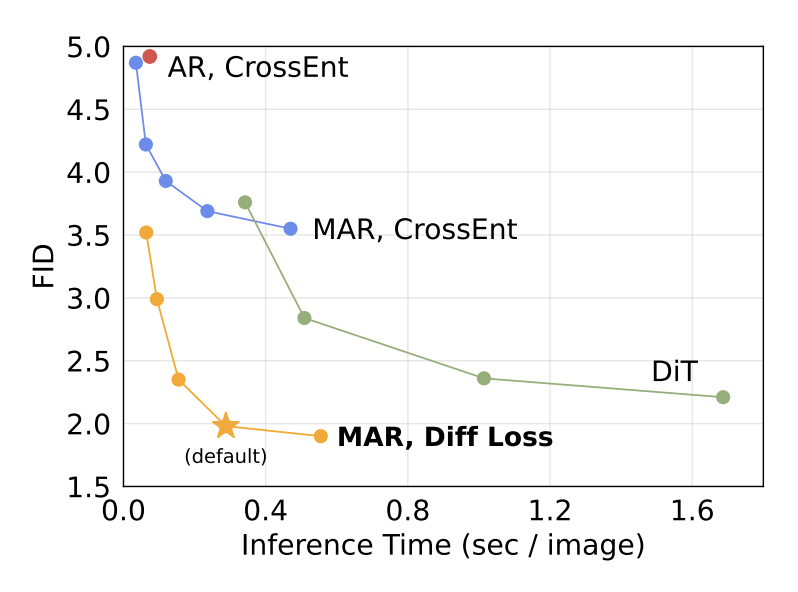 5.0
4.5
4.0
3.5
3.0
2.5
2.0
1.5
FID
AR, CrossEnt
MAR, CrossEnt
DiT
MAR, Diff Loss
(default)
0.0 0.4 0.8 1.2 1.6
Inference Time (sec / image)